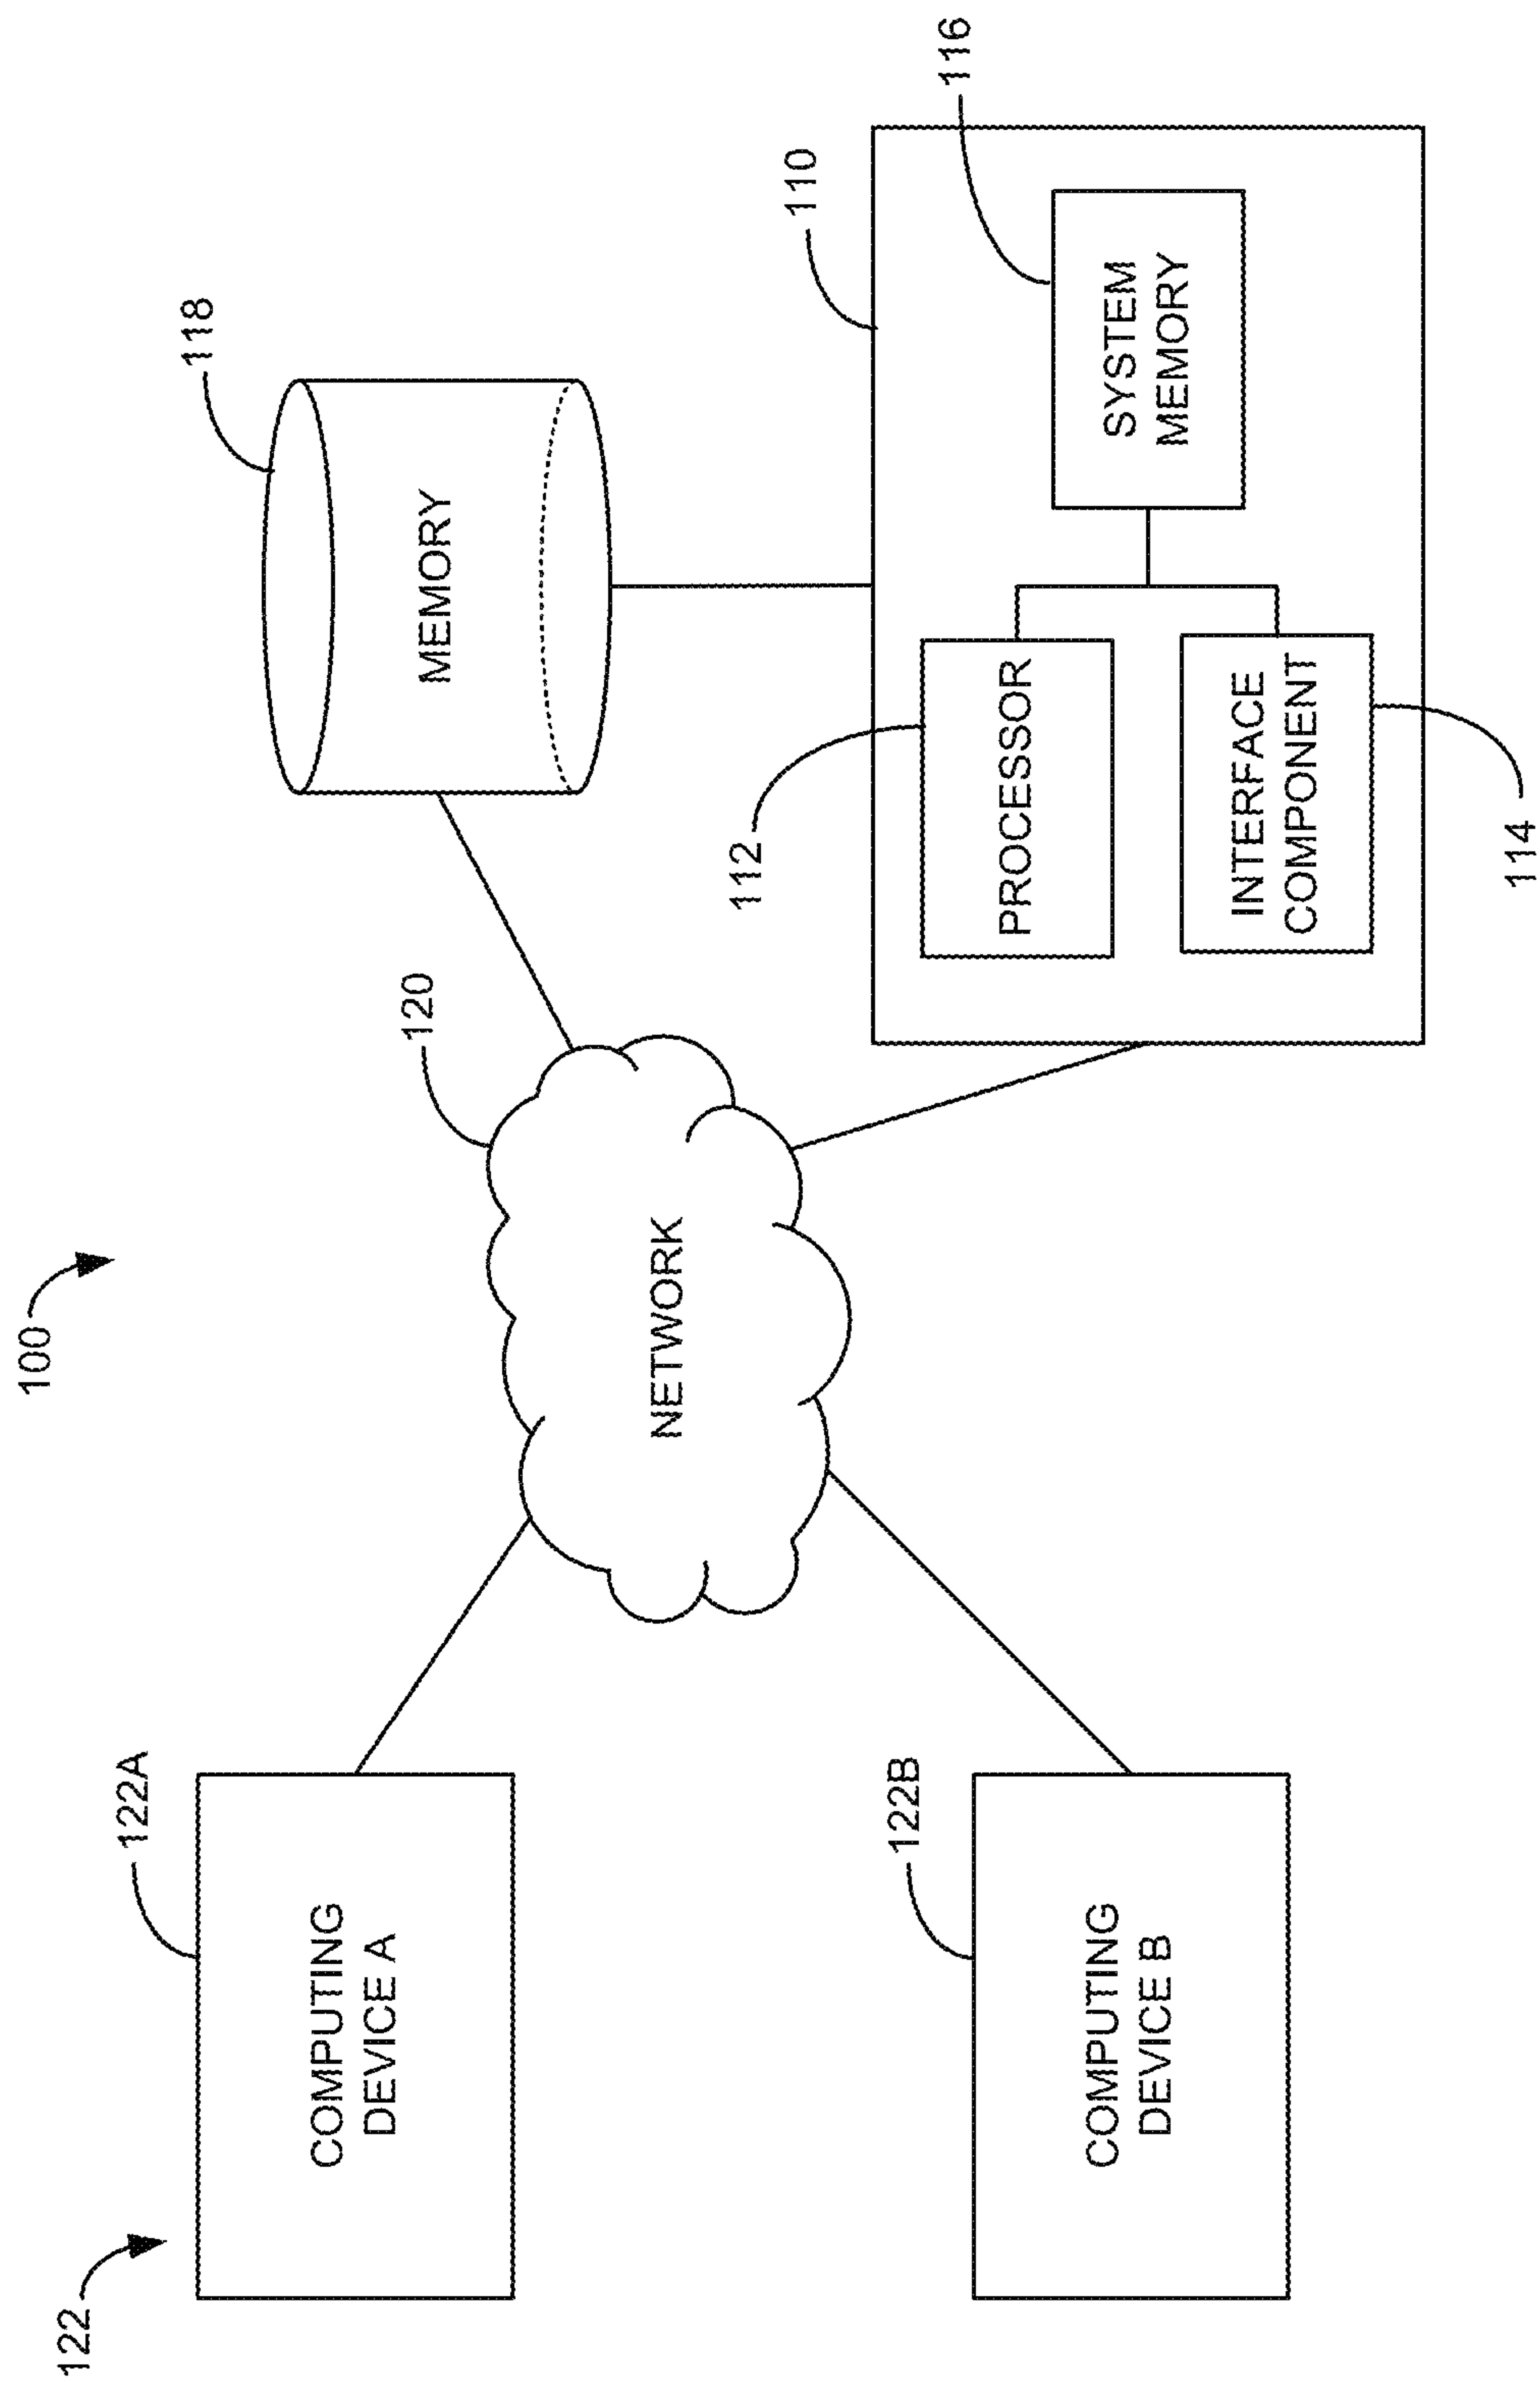 100
122
122A
COMPUTING
DEVICE A
122B
COMPUTING
DEVICE B
120
NETWORK
118
MEMORY
110
112
PROCESSOR
114
INTERFACE
COMPONENT
116
SYSTEM
MEMORY